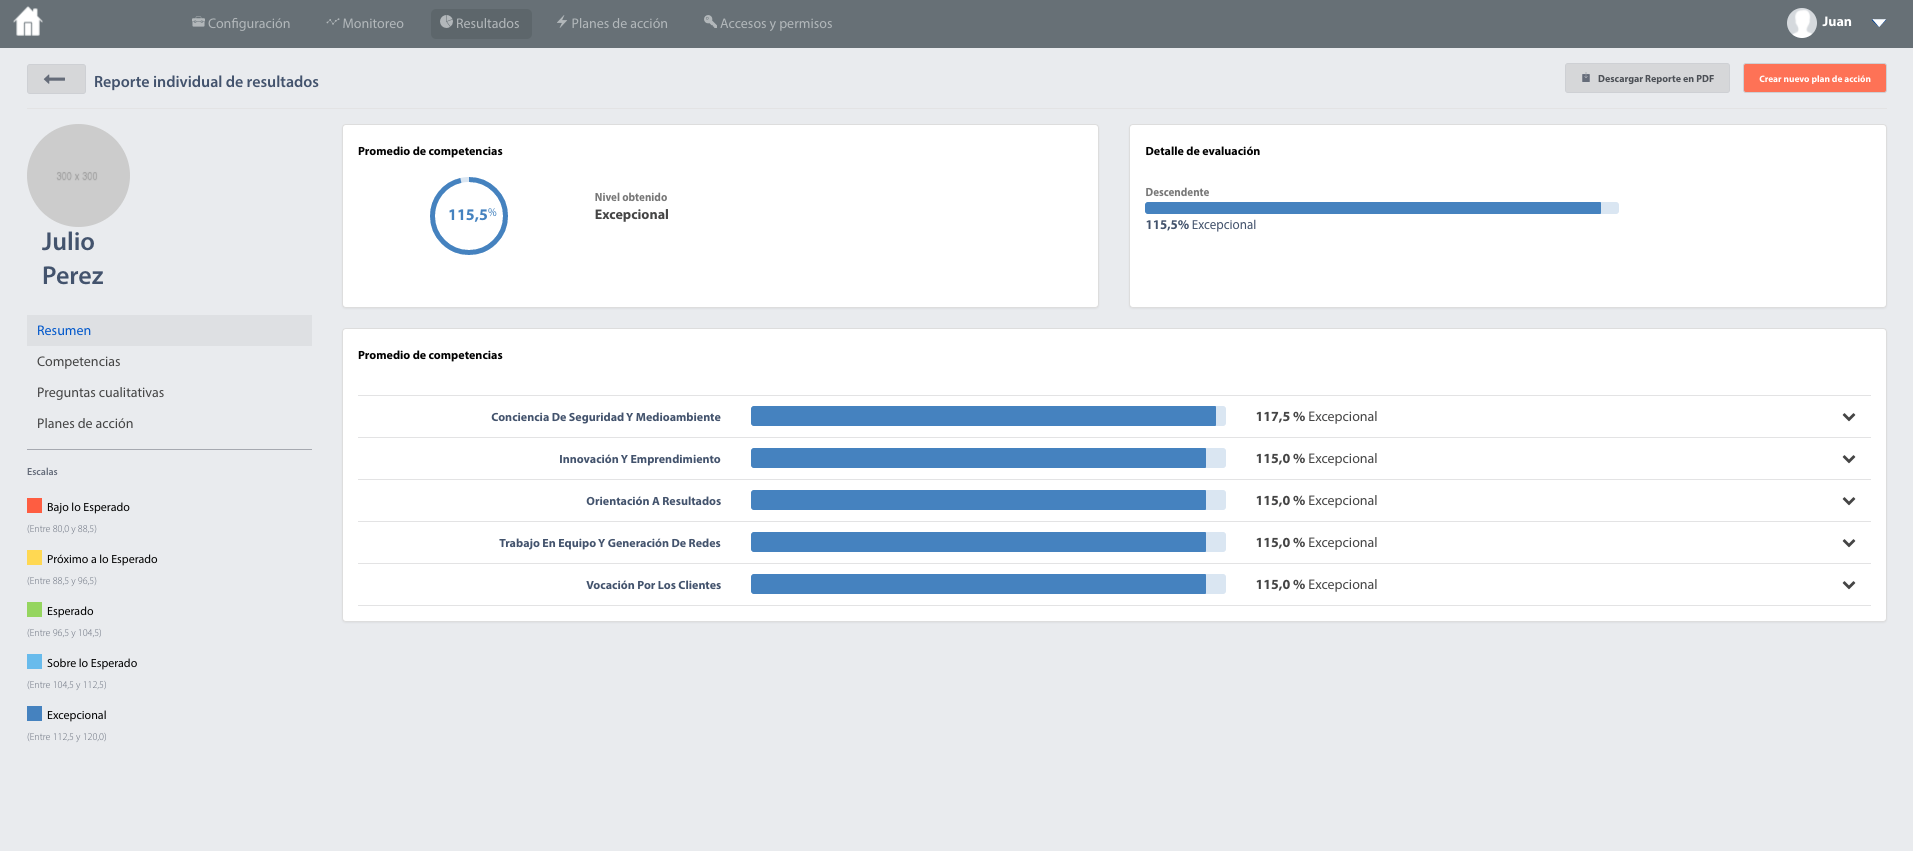 Configuración
Monitoreo
Resultados
Planes de acción
Accesos y permisos
Juan
Reporte individual de resultados
Descargar Reporte en PDF
Crear nuevo plan de acción
300 x 300
Julio
Perez
Resumen
Competencias
Preguntas cualitativas
Planes de acción
Escalas
Bajo lo Esperado
(Entre 80,0 y 88,5)
Próximo a lo Esperado
(Entre 88,5 y 96,5)
Esperado
(Entre 96,5 y 104,5)
Sobre lo Esperado
(Entre 104,5 y 112,5)
Excepcional
(Entre 112,5 y 120,0)
Promedio de competencias
115,5%
Nivel obtenido
Excepcional
Detalle de evaluación
Descendente
115,5% Excepcional
Promedio de competencias
Conciencia De Seguridad Y Medioambiente 117,5 % Excepcional
Innovación Y Emprendimiento 115,0 % Excepcional
Orientación A Resultados 115,0 % Excepcional
Trabajo En Equipo Y Generación De Redes 115,0 % Excepcional
Vocación Por Los Clientes 115,0 % Excepcional